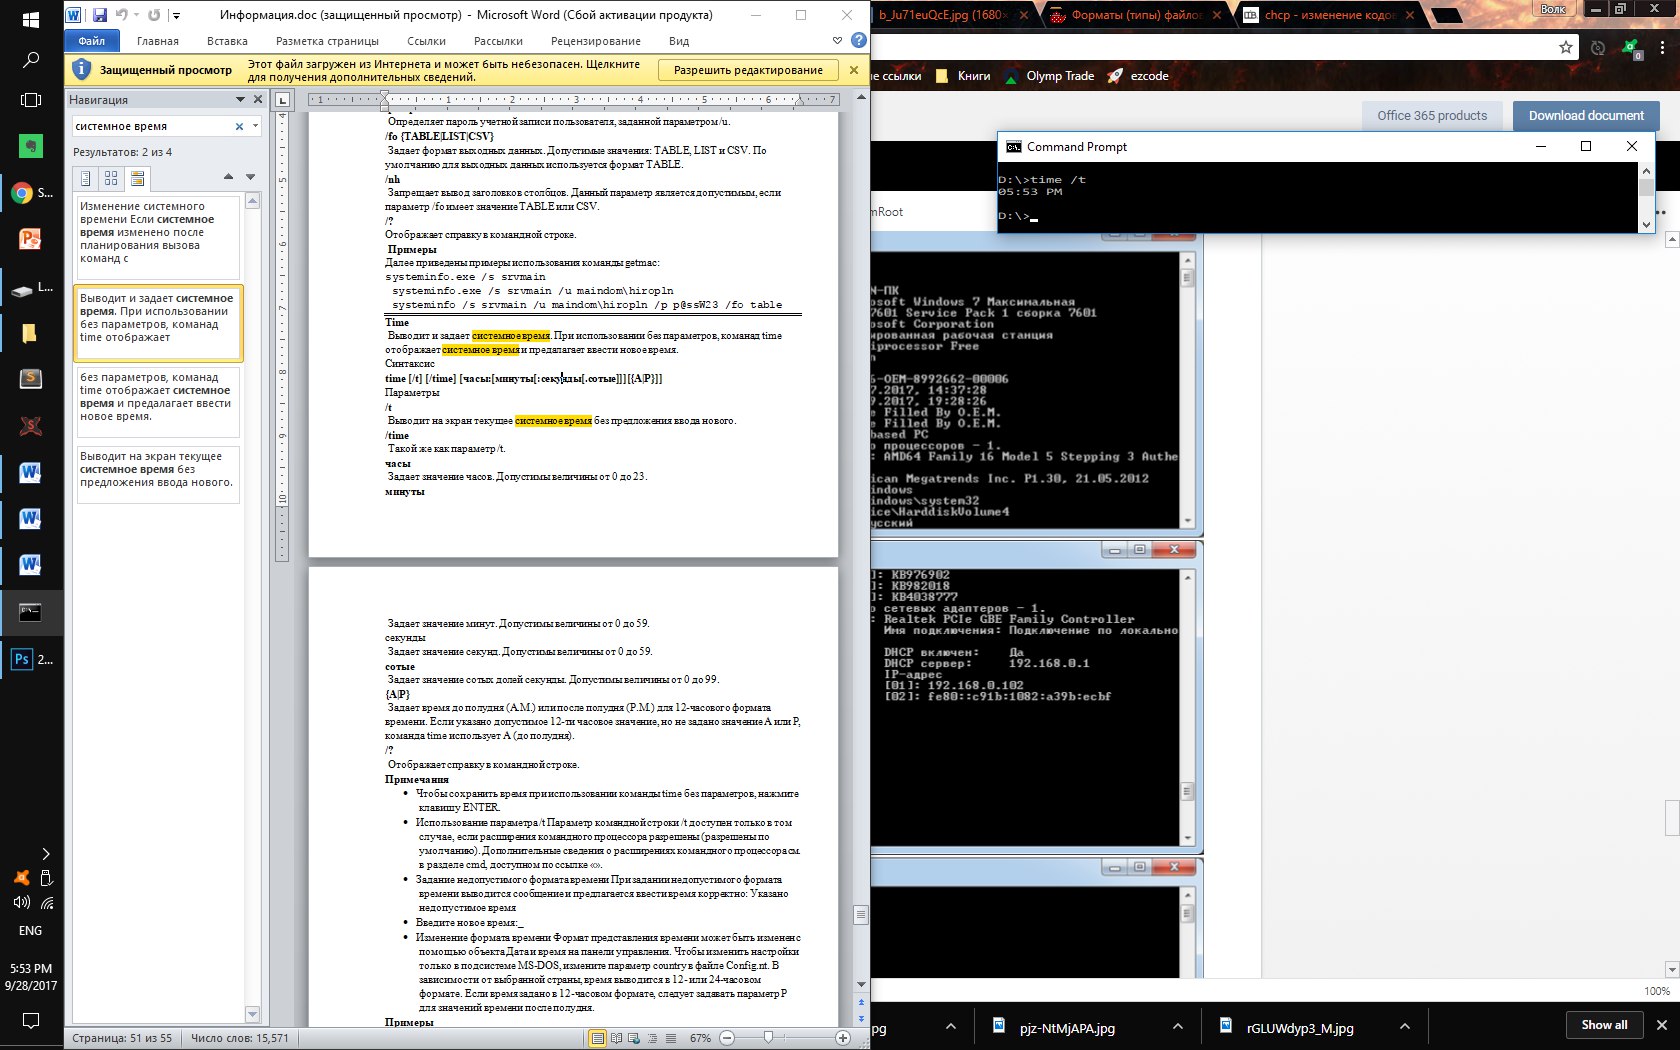 Информация.doc (защищенный просмотр) - Microsoft Word (Сбой активации продукта)
Файл Главная Вставка Разметка страницы Ссылки Рассылки Рецензирование Вид
Защищенный просмотр
Этот файл загружен из Интернета и может быть небезопасен. Щелкните
для получения дополнительных сведений.
Разрешить редактирование
Навигация
системное время
Результатов: 2 из 4
Изменение системного
времени Если системное
время изменено после
планирования вызова
команд с
Выводит и задает системное
время. При использовании
без параметров, команад
time отображает
без параметров, команад
time отображает системное
время и предалагает ввести
новое время.
Выводит на экран текущее
системное время без
предложения ввода нового.
Определяет пароль учетной записи пользователя, заданной параметром /u.
/fo {TABLE|LIST|CSV}
Задает формат выходных данных. Допустимые значения: TABLE, LIST и CSV. По
умолчанию для выходных данных используется формат TABLE.
/nh
Запрещает вывод заголовков столбцов. Данный параметр является допустимым, если
параметр /fo имеет значение TABLE или CSV.
/?
Отображает справку в командной строке.
Примеры
Далее приведены примеры использования команды getmac:
systeminfo.exe /s srvmain
systeminfo.exe /s srvmain /u maindom\hiropln
systeminfo /s srvmain /u maindom\hiropln /p p@ssW23 /fo table
Time
Выводит и задает системное время. При использовании без параметров, команад time
отображает системное время и предалагает ввести новое время.
Синтаксис
time [/t] [/time] [часы:[минуты[:секунды[.сотые]]][{A|P}]]
Параметры
/t
Выводит на экран текущее системное время без предложения ввода нового.
/time
Такой же как параметр /t.
часы
Задает значение часов. Допустимы величины от 0 до 23.
минуты
Задает значение минут. Допустимы величины от 0 до 59.
секунды
Задает значение секунд. Допустимы величины от 0 до 59.
сотые
Задает значение сотых долей секунды. Допустимы величины от 0 до 99.
{A|P}
Задает время до полудня (A.M.) или после полудня (P.M.) для 12-часового формата
времени. Если указано допустимое 12-ти часовое значение, но не задано значение A или P,
команда time использует A (до полудня).
/?
Отображает справку в командной строке.
Примечания
• Чтобы сохранить время при использовании команды time без параметров, нажмите
клавишу ENTER.
• Использование параметра /t Параметр командной строки /t доступен только в том
случае, если расширения командного процессора разрешены (разрешены по
умолчанию). Дополнительные сведения о расширениях командного процессора см.
в разделе cmd, доступном по ссылке «».
• Задание недопустимого формата времени При задании недопустимого формата
времени выводится сообщение и предлагается ввести время корректно: Указано
недопустимое время
• Введите новое время:_
• Изменение формата времени Формат представления времени может быть изменен с
помощью объекта Дата и время на панели управления. Чтобы изменить настройки
только в подсистеме MS-DOS, измените параметр country в файле Config.nt. В
зависимости от выбранной страны, время выводится в 12- или 24-часовом
формате. Если время задано в 12-часовом формате, следует задавать параметр P
для значений времени после полудня.
Примеры
Страница: 51 из 55 Число слов: 15,571 67%
b_Ju71euQcE.jpg (1680× Форматы (типы) файлов chcp - изменение кодов Волк
ые ссылки Книги Olymp Trade ezcode
Office 365 products Download document
Command Prompt
D:\>time /t
05:53 PM
D:\>_
mRoot
N-ПК
osoft Windows 7 Максимальная
7601 Service Pack 1 сборка 7601
osoft Corporation
ированная рабочая станция
iprocessor Free
n
6-OEM-8992662-00006
7.2017, 14:37:28
9.2017, 19:28:26
e Filled By O.E.M.
e Filled By O.E.M.
based PC
о процессоров - 1.
: AMD64 Family 16 Model 5 Stepping 3 Authe
ican Megatrends Inc. P1.30, 21.05.2012
indows
indows\system32
ice\HarddiskVolume4
усский
]: KB976902
]: KB982018
]: KB4038777
о сетевых адаптеров - 1.
: Realtek PCIe GBE Family Controller
Имя подключения: Подключение по локально
DHCP включен: Да
DHCP сервер: 192.168.0.1
IP-адрес
[01]: 192.168.0.102
[02]: fe80::c91b:1082:a39b:ecbf
100%
pg pjz-NtMjAPA.jpg rGLUWdyp3_M.jpg Show all
S...
L...
2...
ENG
5:53 PM
9/28/2017